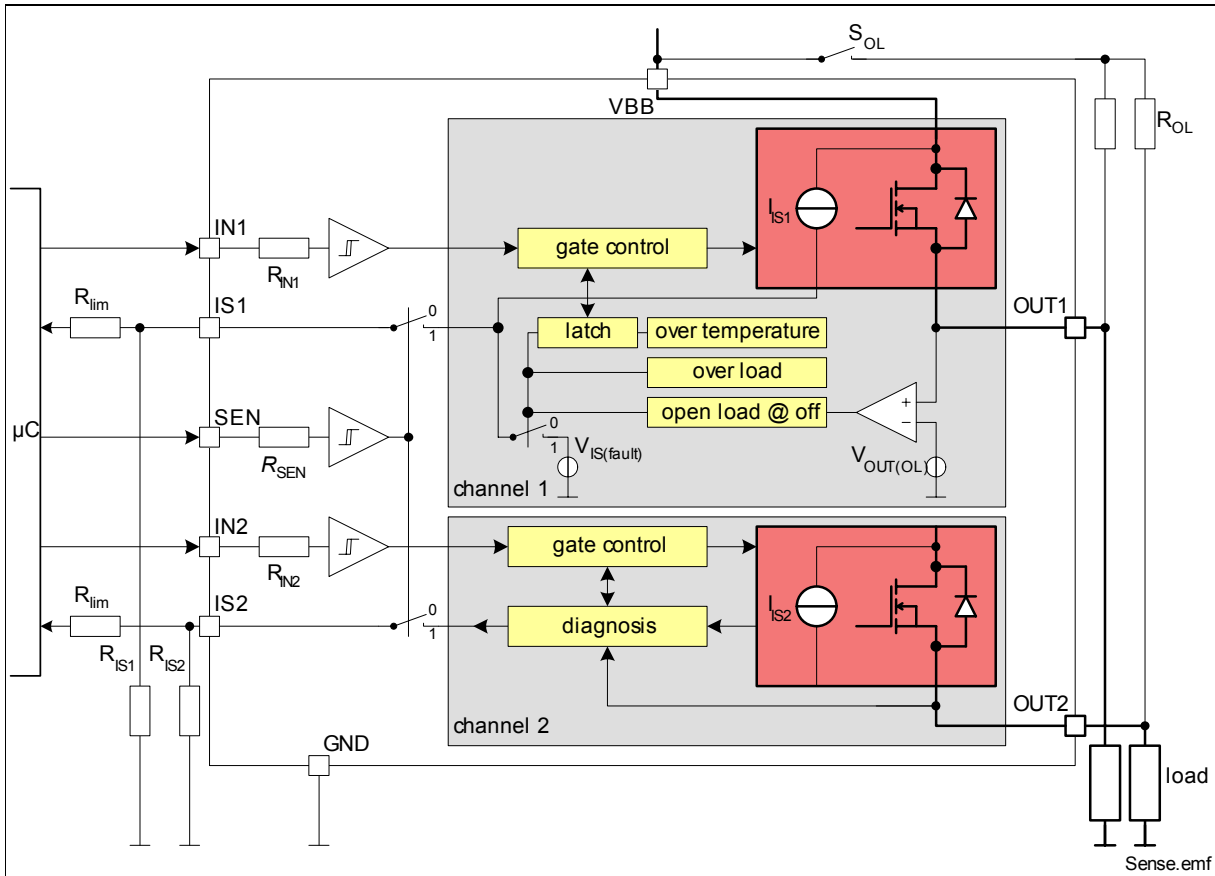 S_OL
VBB
R_OL
IN1
R_IN1
gate control
I_IS1
R_lim
IS1
0
1
latch
over temperature
OUT1
over load
µC
SEN
R_SEN
open load @ off
+
−
0
1
V_IS(fault)
V_OUT(OL)
channel 1
IN2
R_IN2
gate control
I_IS2
R_lim
IS2
0
1
diagnosis
R_IS1
R_IS2
OUT2
channel 2
GND
load
Sense.emf